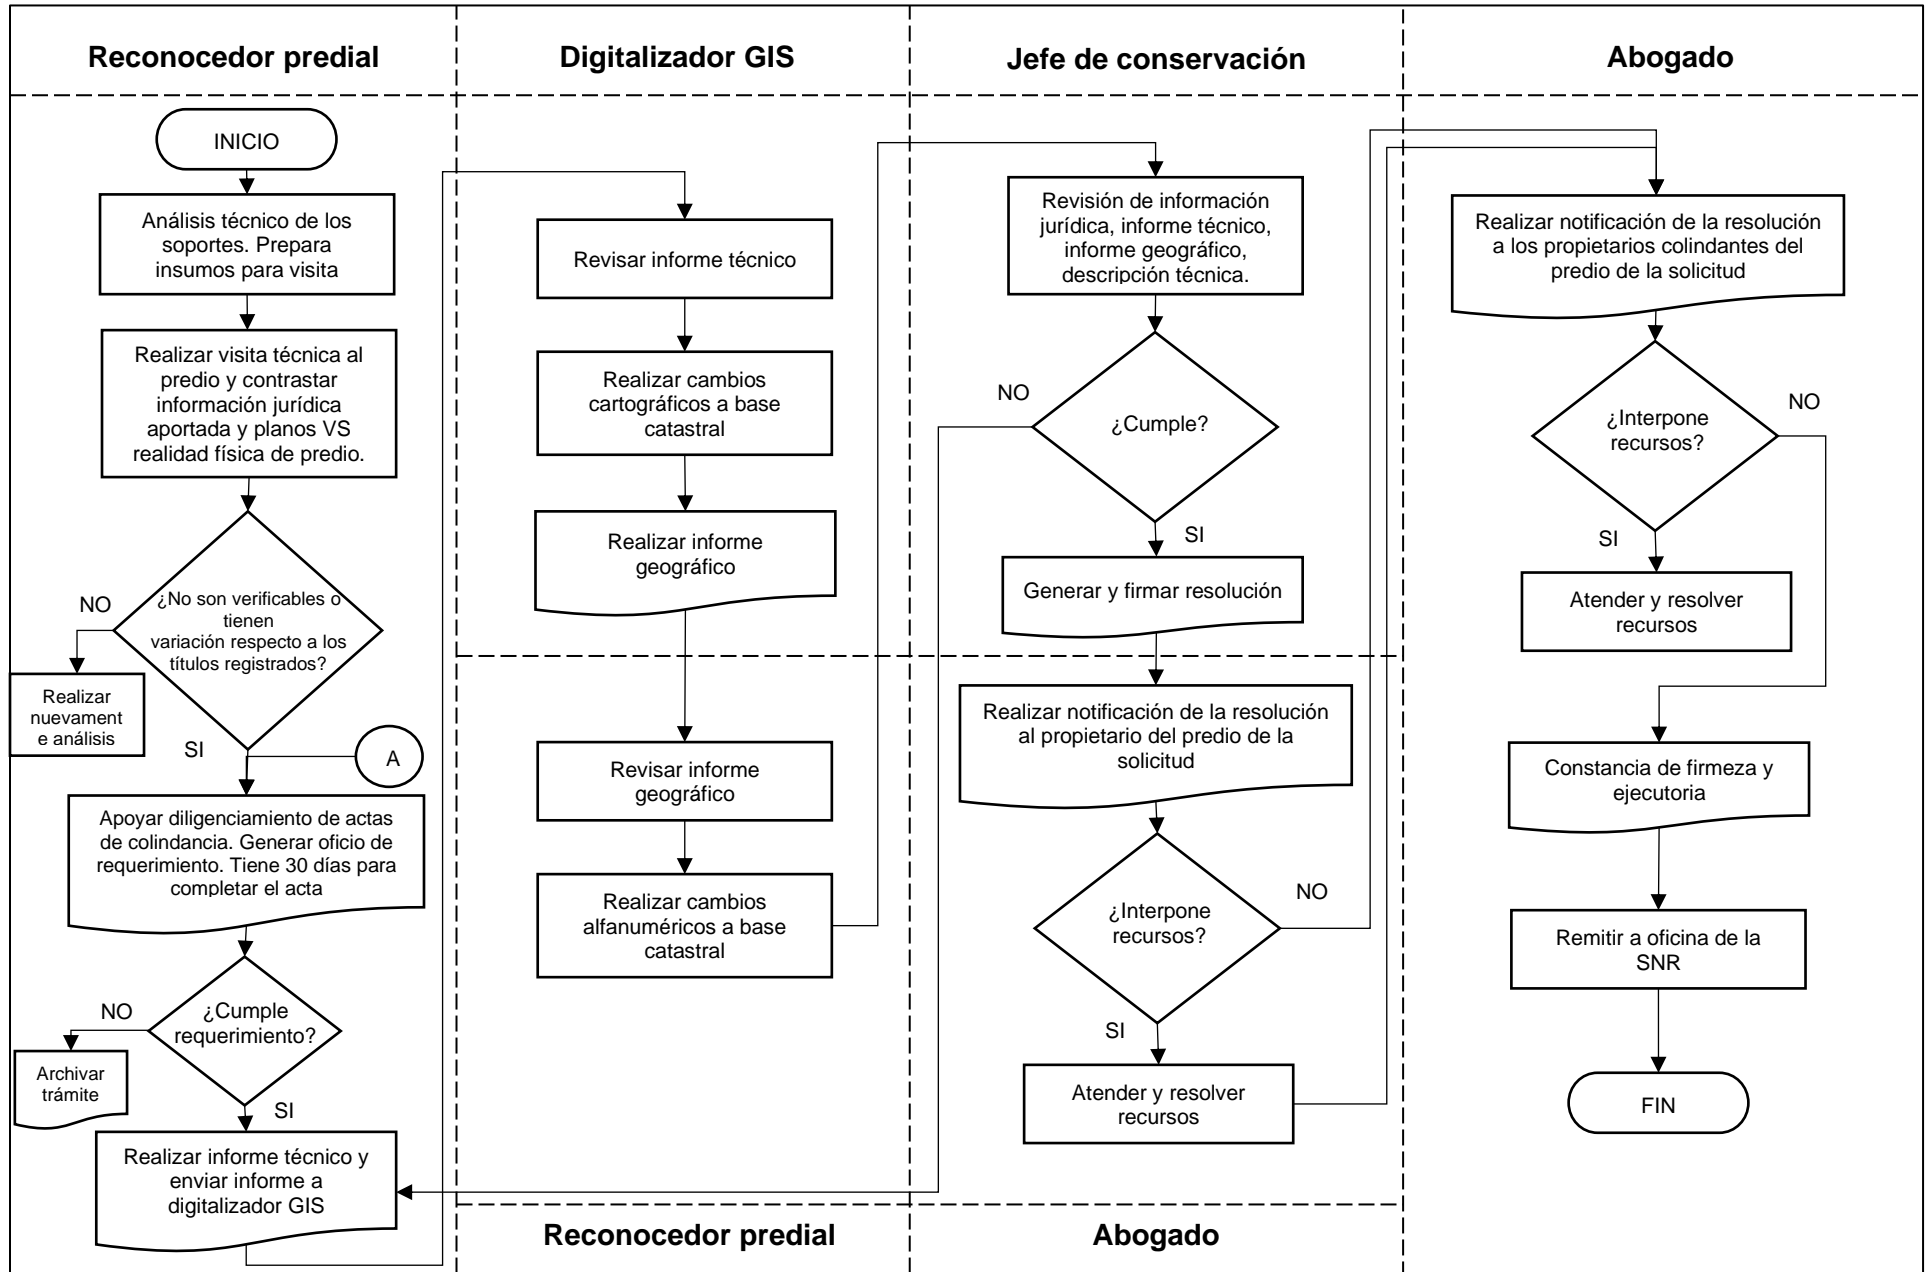 Reconocedor predial
Digitalizador GIS
Jefe de conservación
Abogado
INICIO
Análisis técnico de los
soportes. Prepara
insumos para visita
Realizar visita técnica al
predio y contrastar
información jurídica
aportada y planos VS
realidad física de predio.
¿No son verificables o
tienen
variación respecto a los
títulos registrados?
NO
Realizar
nuevament
e análisis
SI
A
Apoyar diligenciamiento de actas
de colindancia. Generar oficio de
requerimiento. Tiene 30 días para
completar el acta
¿Cumple
requerimiento?
NO
Archivar
trámite
SI
Realizar informe técnico y
enviar informe a
digitalizador GIS
Revisar informe técnico
Realizar cambios
cartográficos a base
catastral
Realizar informe
geográfico
Revisar informe
geográfico
Realizar cambios
alfanuméricos a base
catastral
Reconocedor predial
Revisión de información
jurídica, informe técnico,
informe geográfico,
descripción técnica.
NO
¿Cumple?
SI
Generar y firmar resolución
Realizar notificación de la resolución
al propietario del predio de la
solicitud
¿Interpone
recursos?
NO
SI
Atender y resolver
recursos
Abogado
Realizar notificación de la resolución
a los propietarios colindantes del
predio de la solicitud
¿Interpone
recursos?
NO
SI
Atender y resolver
recursos
Constancia de firmeza y
ejecutoria
Remitir a oficina de la
SNR
FIN